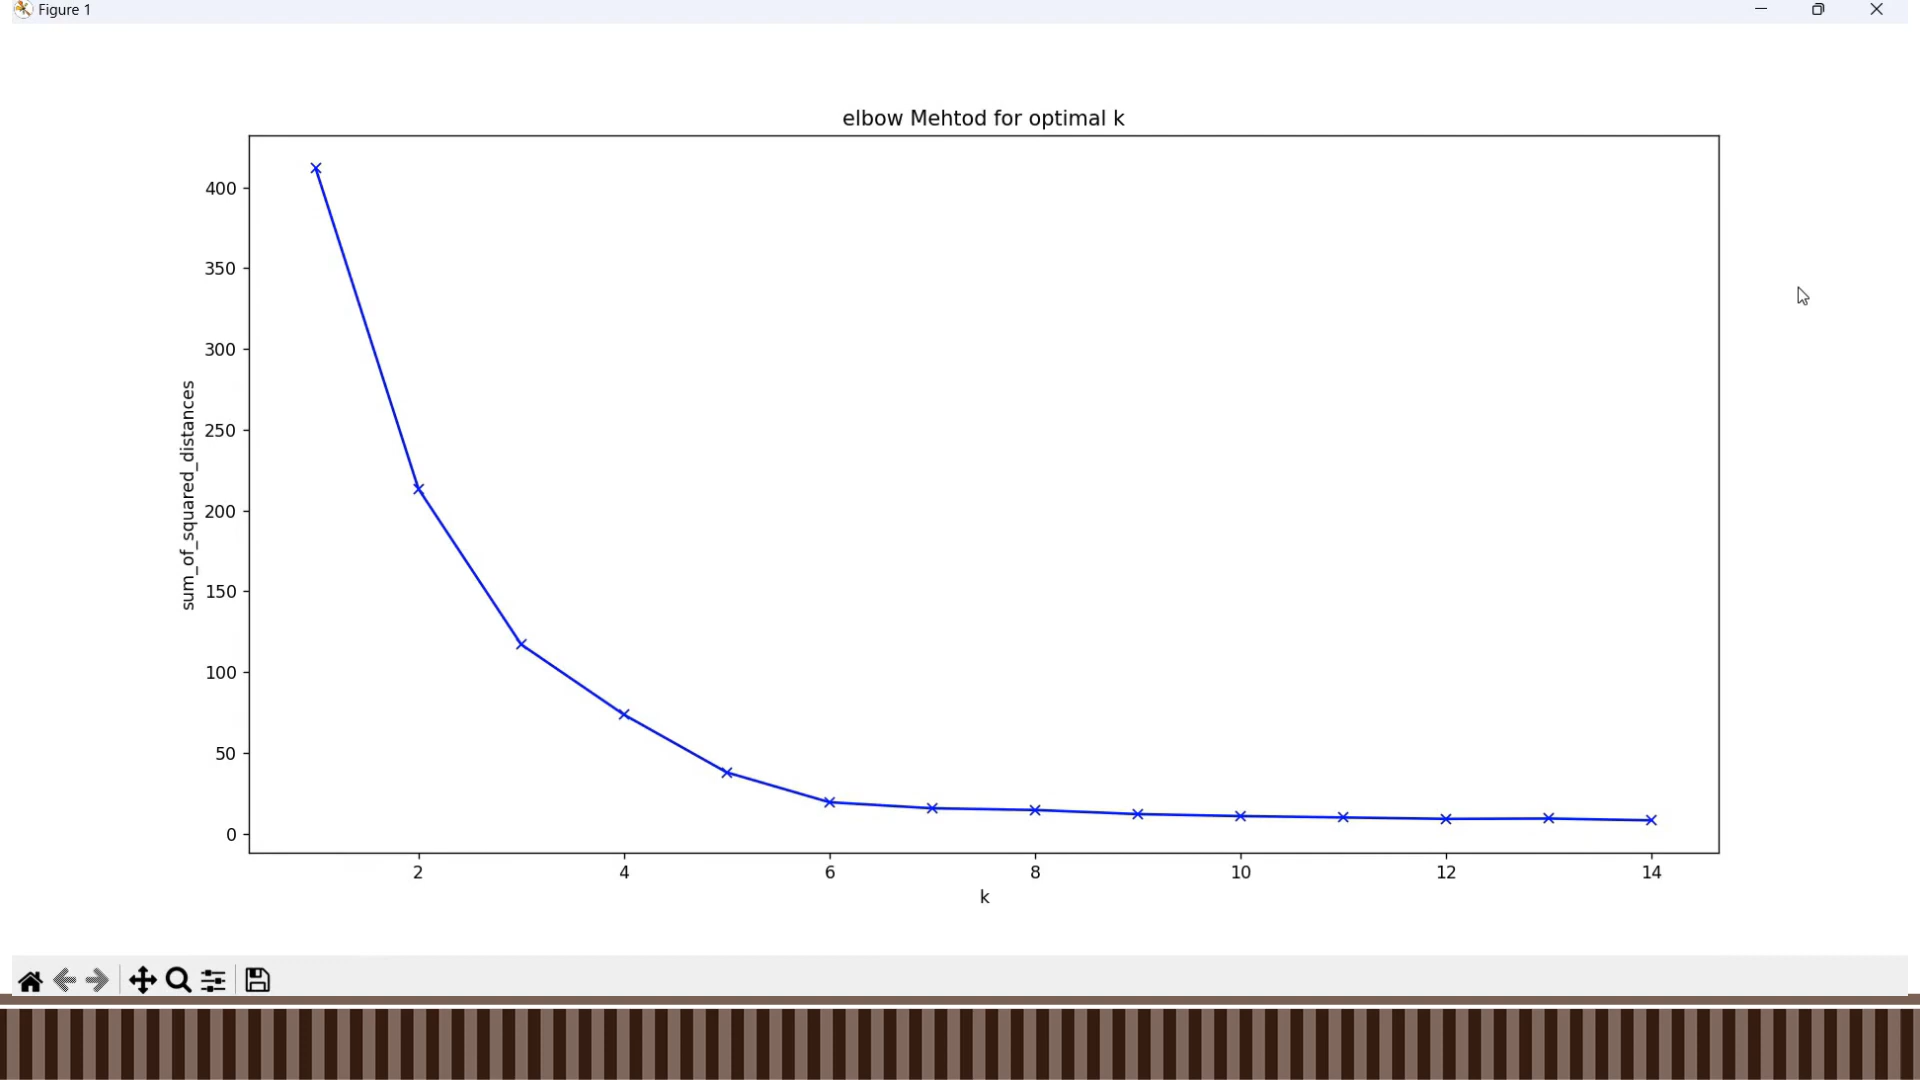 Figure 1
elbow Mehtod for optimal k
400
350
300
250
200
150
100
50
0
sum_of_squared_distances
2 4 6 8 10 12 14
k